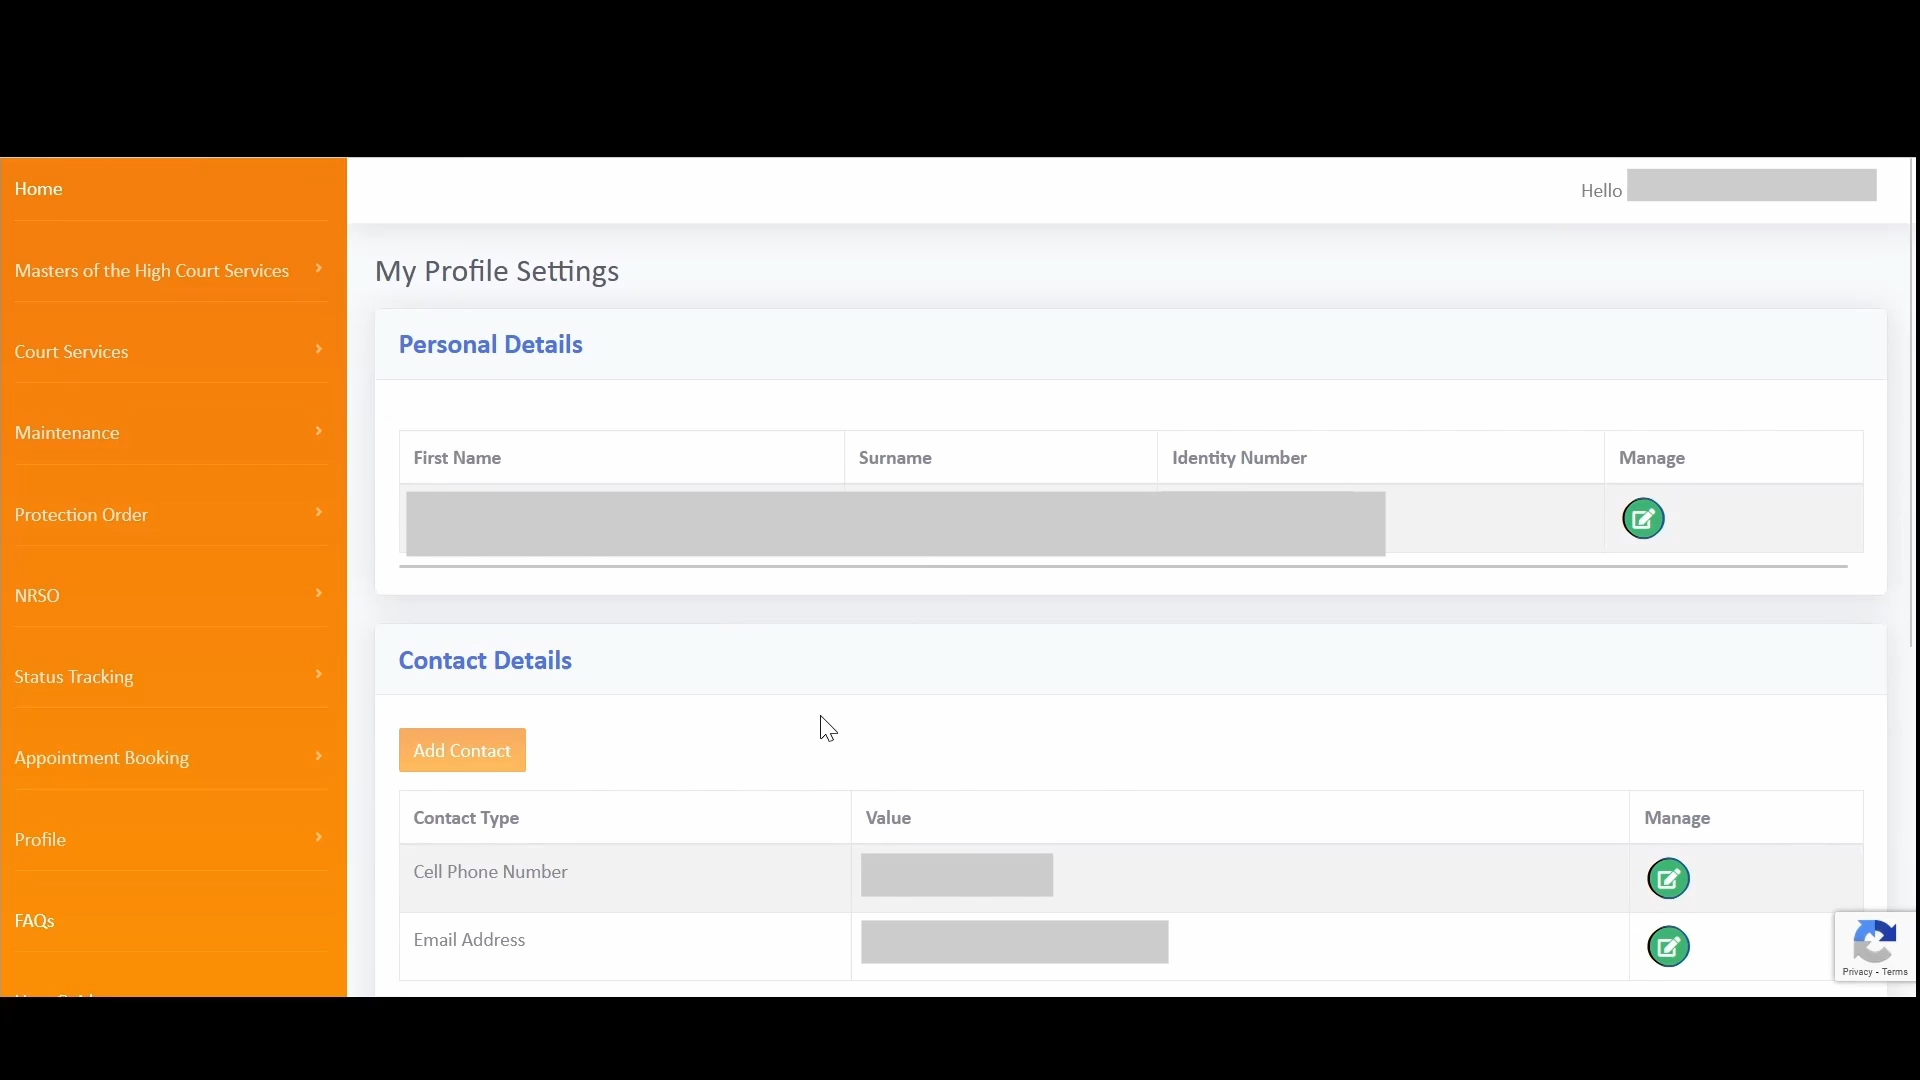 Home
Hello
Masters of the High Court Services
My Profile Settings
Court Services
Personal Details
Maintenance
First Name Surname Identity Number Manage
Protection Order
NRSO
Status Tracking
Contact Details
Appointment Booking
Add Contact
Contact Type Value Manage
Profile
Cell Phone Number
FAQs
Email Address
Privacy - Terms